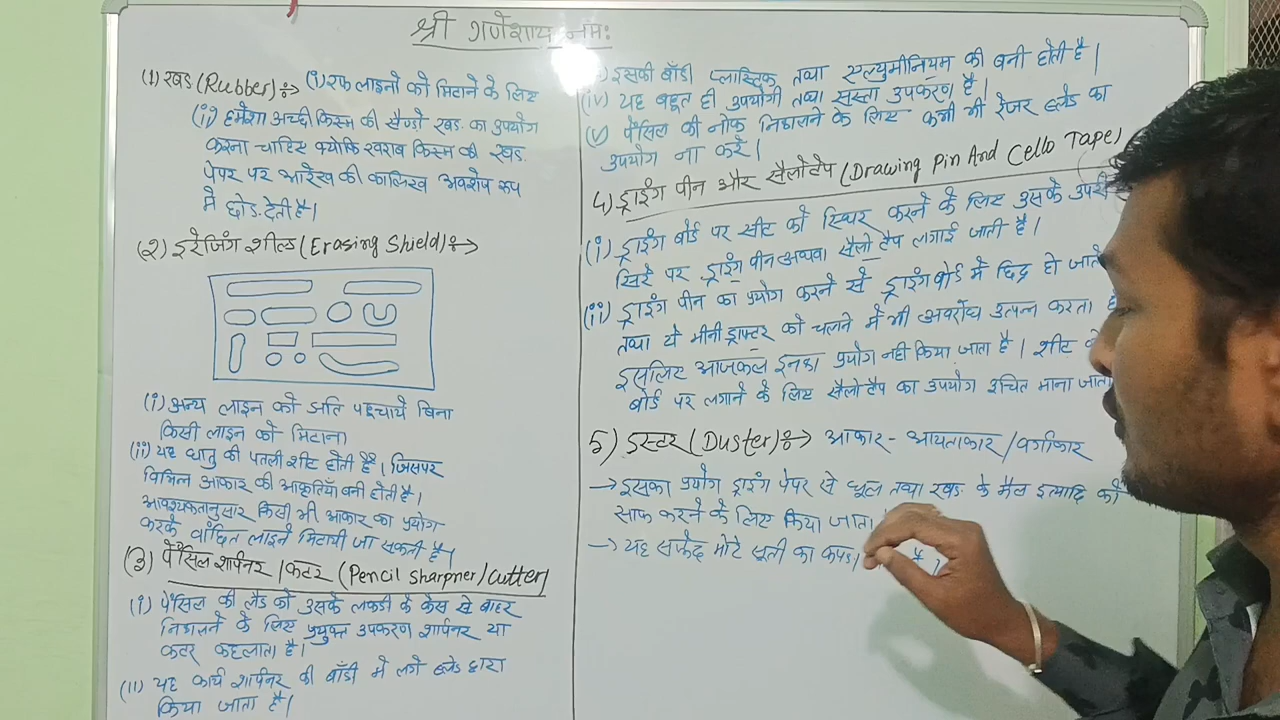 श्री गणेशाय नमः
(1) रबड़ (Rubber) :-> (i) रफ लाइनो को मिटाने के लिए
(ii) हमेशा अच्छी किस्म की सैण्डो रबड़ का उपयोग
करना चाहिए क्योकि खराब किस्म की रबड़
पेपर पर आरेख की कालिख अवशेष रूप
मे छोड़ देती है।
(२) इरेजिंग शील्ड (Erasing Shield) :->
(i) अन्य लाइन को क्षति पहुचाये बिना
किसी लाइन को मिटाना
(ii) यह धातु की पतली शीट होती है। जिसपर
विभिन्न आकार की आकृतियाँ बनी होती है।
आवश्यकतानुसार किसी भी आकार का प्रयोग
करके वाँछित लाइने मिटायी जा सकती है।
(3) पेंसिल शार्पनर / कटर (Pencil Sharpner/Cutter)
(i) पेंसिल की लैड को उसके लकडी के केस से बाहर
निकालने के लिए प्रयुक्त उपकरण शार्पनर या
कटर कहलाता है।
(ii) यह कार्य शार्पनर की बॉडी में लगे ब्लेड द्वारा
किया जाता है।
इसकी बॉडी प्लास्तिक तथा एल्युमीनियम की बनी होती है।
(iv) यह बहुत ही उपयोगी तथा सस्ता उपकरण है।
(v) पेंसिल की नोक निकालने के लिए कभी भी रेजर ब्लेड का
उपयोग ना करें।
4) ड्राइंग पीन और सैलोटेप (Drawing Pin And Cello Tape)
(i) ड्राइंग बोर्ड पर सीट को स्थिर करने के लिए उसके उपरी
सिरे पर ड्राइंग पीन अथवा सैलो टैप लगाई जाती है।
(ii) ड्राइंग पीन का प्रयोग करने से ड्राइंग बोर्ड में छिद्र हो जाते
तथा ये मीनी ड्राफ्टर को चलने में भी अवरोध उत्पन्न करता है
इसलिए आजकल इनका प्रयोग नही किया जाता है। शीट को
बोर्ड पर लगाने के लिए सैलोटैप का उपयोग उचित माना जाता
5) डस्टर (Duster) :-> आकार - आयताकार / वर्गाकार
→ इसका प्रयोग ड्राइंग पेपर से धूल तथा रबड़ के मैल इत्यादि को
साफ करने के लिए किया जाता
→ यह सफेद मोटे सूती का कपड़ा है।